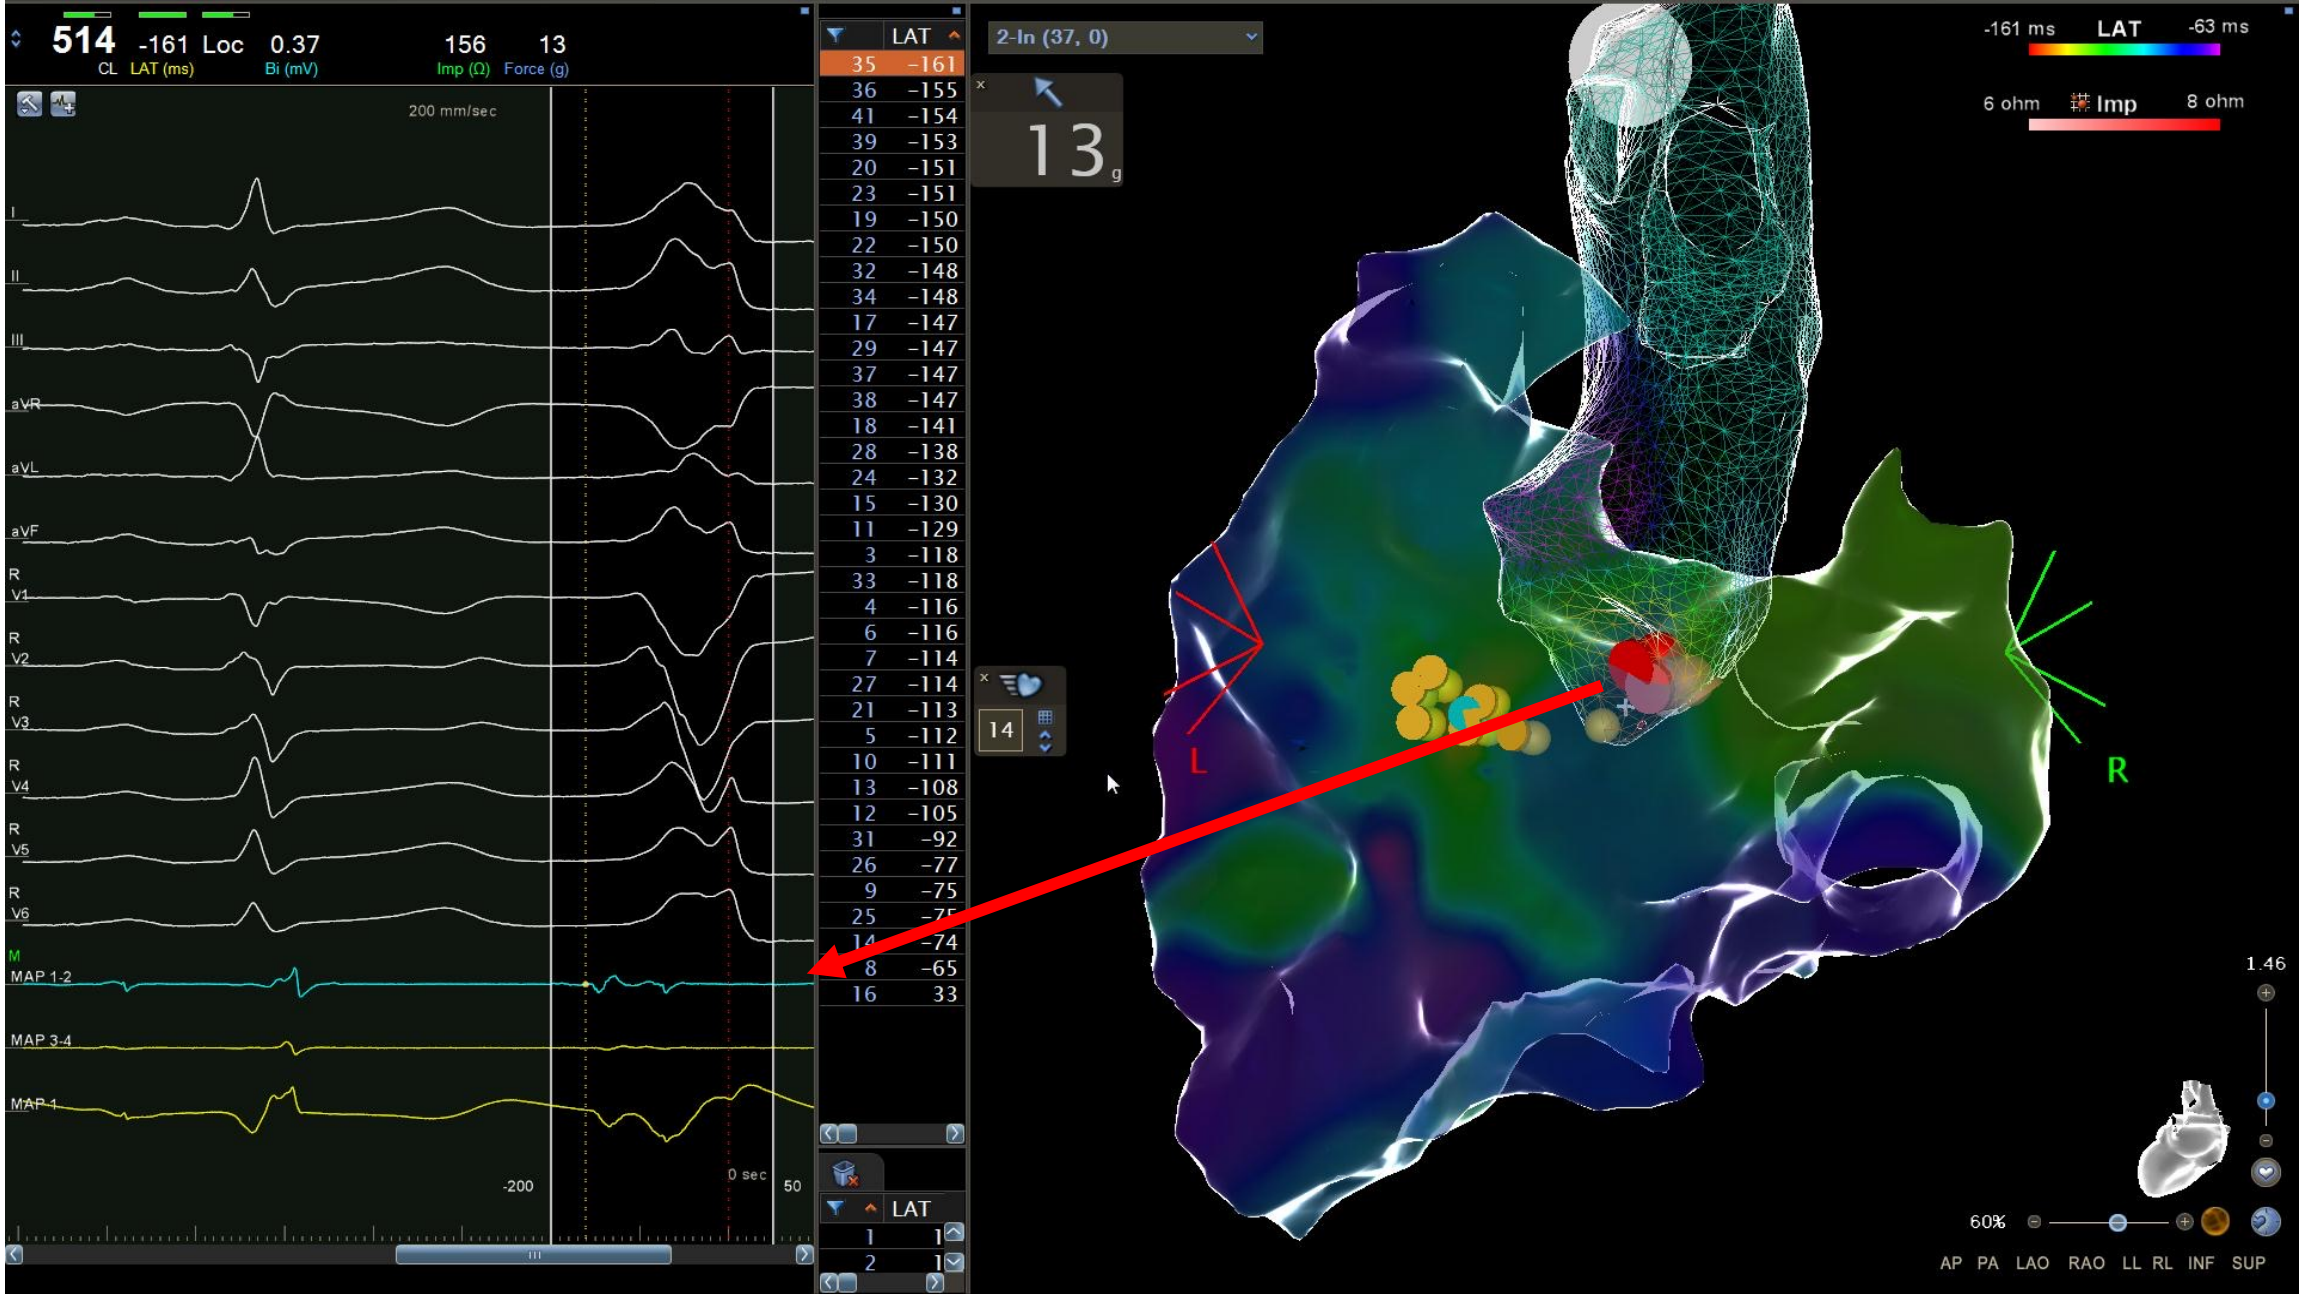 514 -161 Loc 0.37 156 13
CL LAT (ms) Bi (mV) Imp (Ω) Force (g)
200 mm/sec
I
II
III
aVR
aVL
aVF
R
V1
R
V2
R
V3
R
V4
R
V5
R
V6
M
MAP 1-2
MAP 3-4
MAP 1
-200 0 sec 50
LAT
35 -161
36 -155
41 -154
39 -153
20 -151
23 -151
19 -150
22 -150
32 -148
34 -148
17 -147
29 -147
37 -147
38 -147
18 -141
28 -138
24 -132
15 -130
11 -129
3 -118
33 -118
4 -116
6 -116
7 -114
27 -114
21 -113
5 -112
10 -111
13 -108
12 -105
31 -92
26 -77
9 -75
25 -75
14 -74
8 -65
16 33
LAT
1 1
2 1
2-In (37, 0)
13 g
14
-161 ms LAT -63 ms
6 ohm Imp 8 ohm
L
R
1.46
60%
AP PA LAO RAO LL RL INF SUP